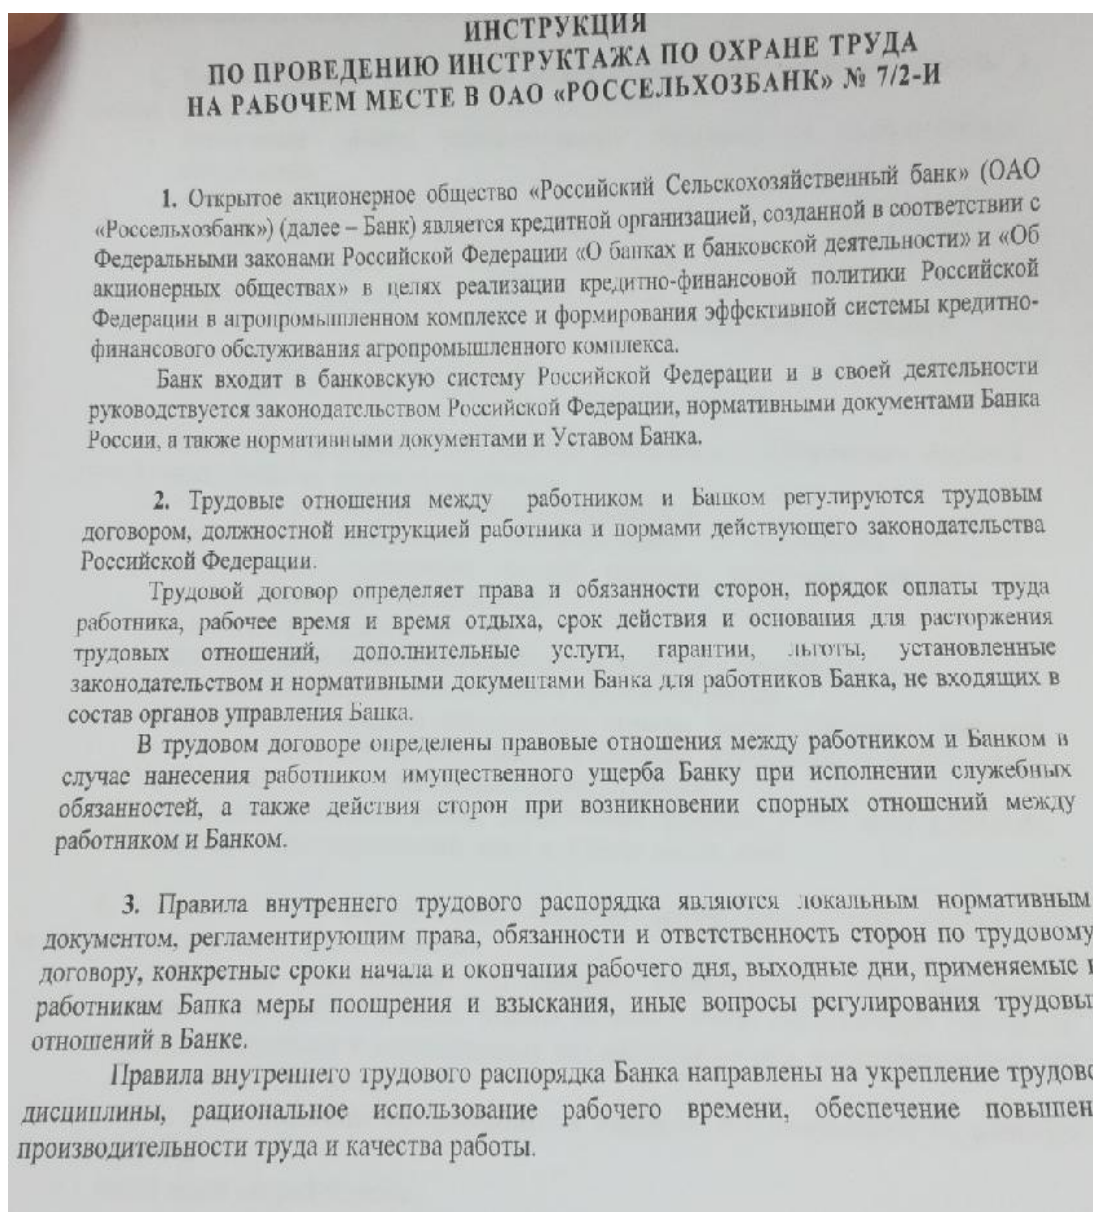 ИНСТРУКЦИЯ
ПО ПРОВЕДЕНИЮ ИНСТРУКТАЖА ПО ОХРАНЕ ТРУДА
НА РАБОЧЕМ МЕСТЕ В ОАО «РОССЕЛЬХОЗБАНК» № 7/2-И
1. Открытое акционерное общество «Российский Сельскохозяйственный банк» (ОАО
«Россельхозбанк») (далее – Банк) является кредитной организацией, созданной в соответствии с
Федеральными законами Российской Федерации «О банках и банковской деятельности» и «Об
акционерных обществах» в целях реализации кредитно-финансовой политики Российской
Федерации в агропромышленном комплексе и формирования эффективной системы кредитно-
финансового обслуживания агропромышленного комплекса.
Банк входит в банковскую систему Российской Федерации и в своей деятельности
руководствуется законодательством Российской Федерации, нормативными документами Банка
России, а также нормативными документами и Уставом Банка.
2. Трудовые отношения между работником и Банком регулируются трудовым
договором, должностной инструкцией работника и нормами действующего законодательства
Российской Федерации.
Трудовой договор определяет права и обязанности сторон, порядок оплаты труда
работника, рабочее время и время отдыха, срок действия и основания для расторжения
трудовых отношений, дополнительные услуги, гарантии, льготы, установленные
законодательством и нормативными документами Банка для работников Банка, не входящих в
состав органов управления Банка.
В трудовом договоре определены правовые отношения между работником и Банком в
случае нанесения работником имущественного ущерба Банку при исполнении служебных
обязанностей, а также действия сторон при возникновении спорных отношений между
работником и Банком.
3. Правила внутреннего трудового распорядка являются локальным нормативным
документом, регламентирующим права, обязанности и ответственность сторон по трудовому
договору, конкретные сроки начала и окончания рабочего дня, выходные дни, применяемые
работникам Банка меры поощрения и взыскания, иные вопросы регулирования трудовы
отношений в Банке.
Правила внутреннего трудового распорядка Банка направлены на укрепление трудово
дисциплины, рациональное использование рабочего времени, обеспечение повышен
производительности труда и качества работы.